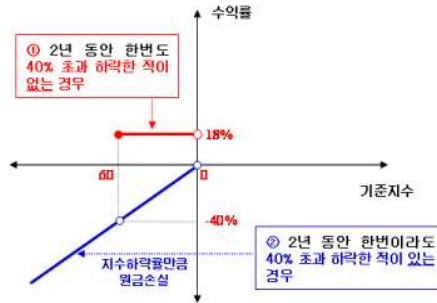 수익률
① 2년 동안 한번도
40% 초과 하락한 적이
없는 경우
18%
60
0
기준지수
-40%
지수하락률만큼
원금손실
② 2년 동안 한번이라도
40% 초과 하락한 적이 있는
경우